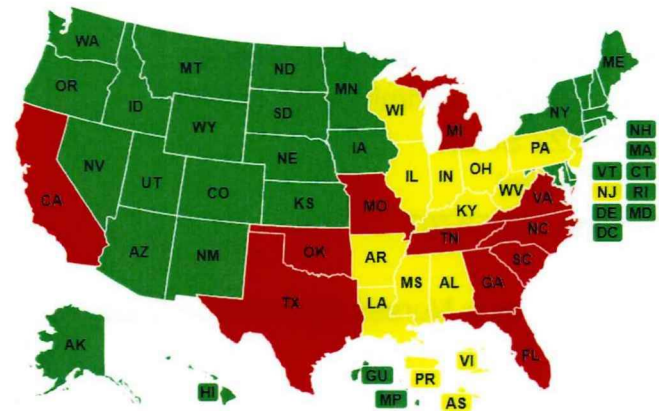 WA
MT
ND
MN
ME
OR
ID
SD
WI
NY
WY
MI
NH
IA
PA
MA
NE
NV
IL
IN
OH
VT CT
UT
CO
WV
NJ RI
CA
KS
MO
KY
VA
DE MD
DC
NC
TN
AZ
NM
OK
AR
SC
MS
AL
GA
TX
LA
FL
AK
VI
GU
PR
HI
MP
AS